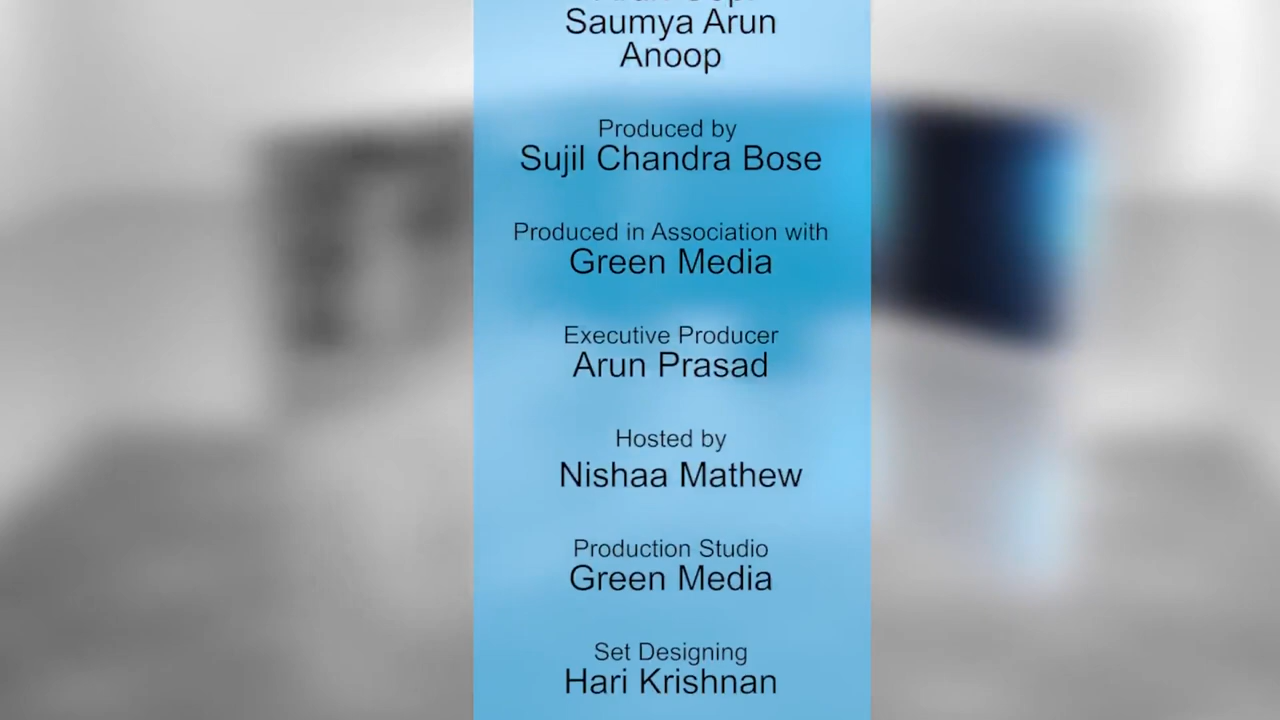 Saumya Arun
Anoop
Produced by
Sujil Chandra Bose
Produced in Association with
Green Media
Executive Producer
Arun Prasad
Hosted by
Nishaa Mathew
Production Studio
Green Media
Set Designing
Hari Krishnan